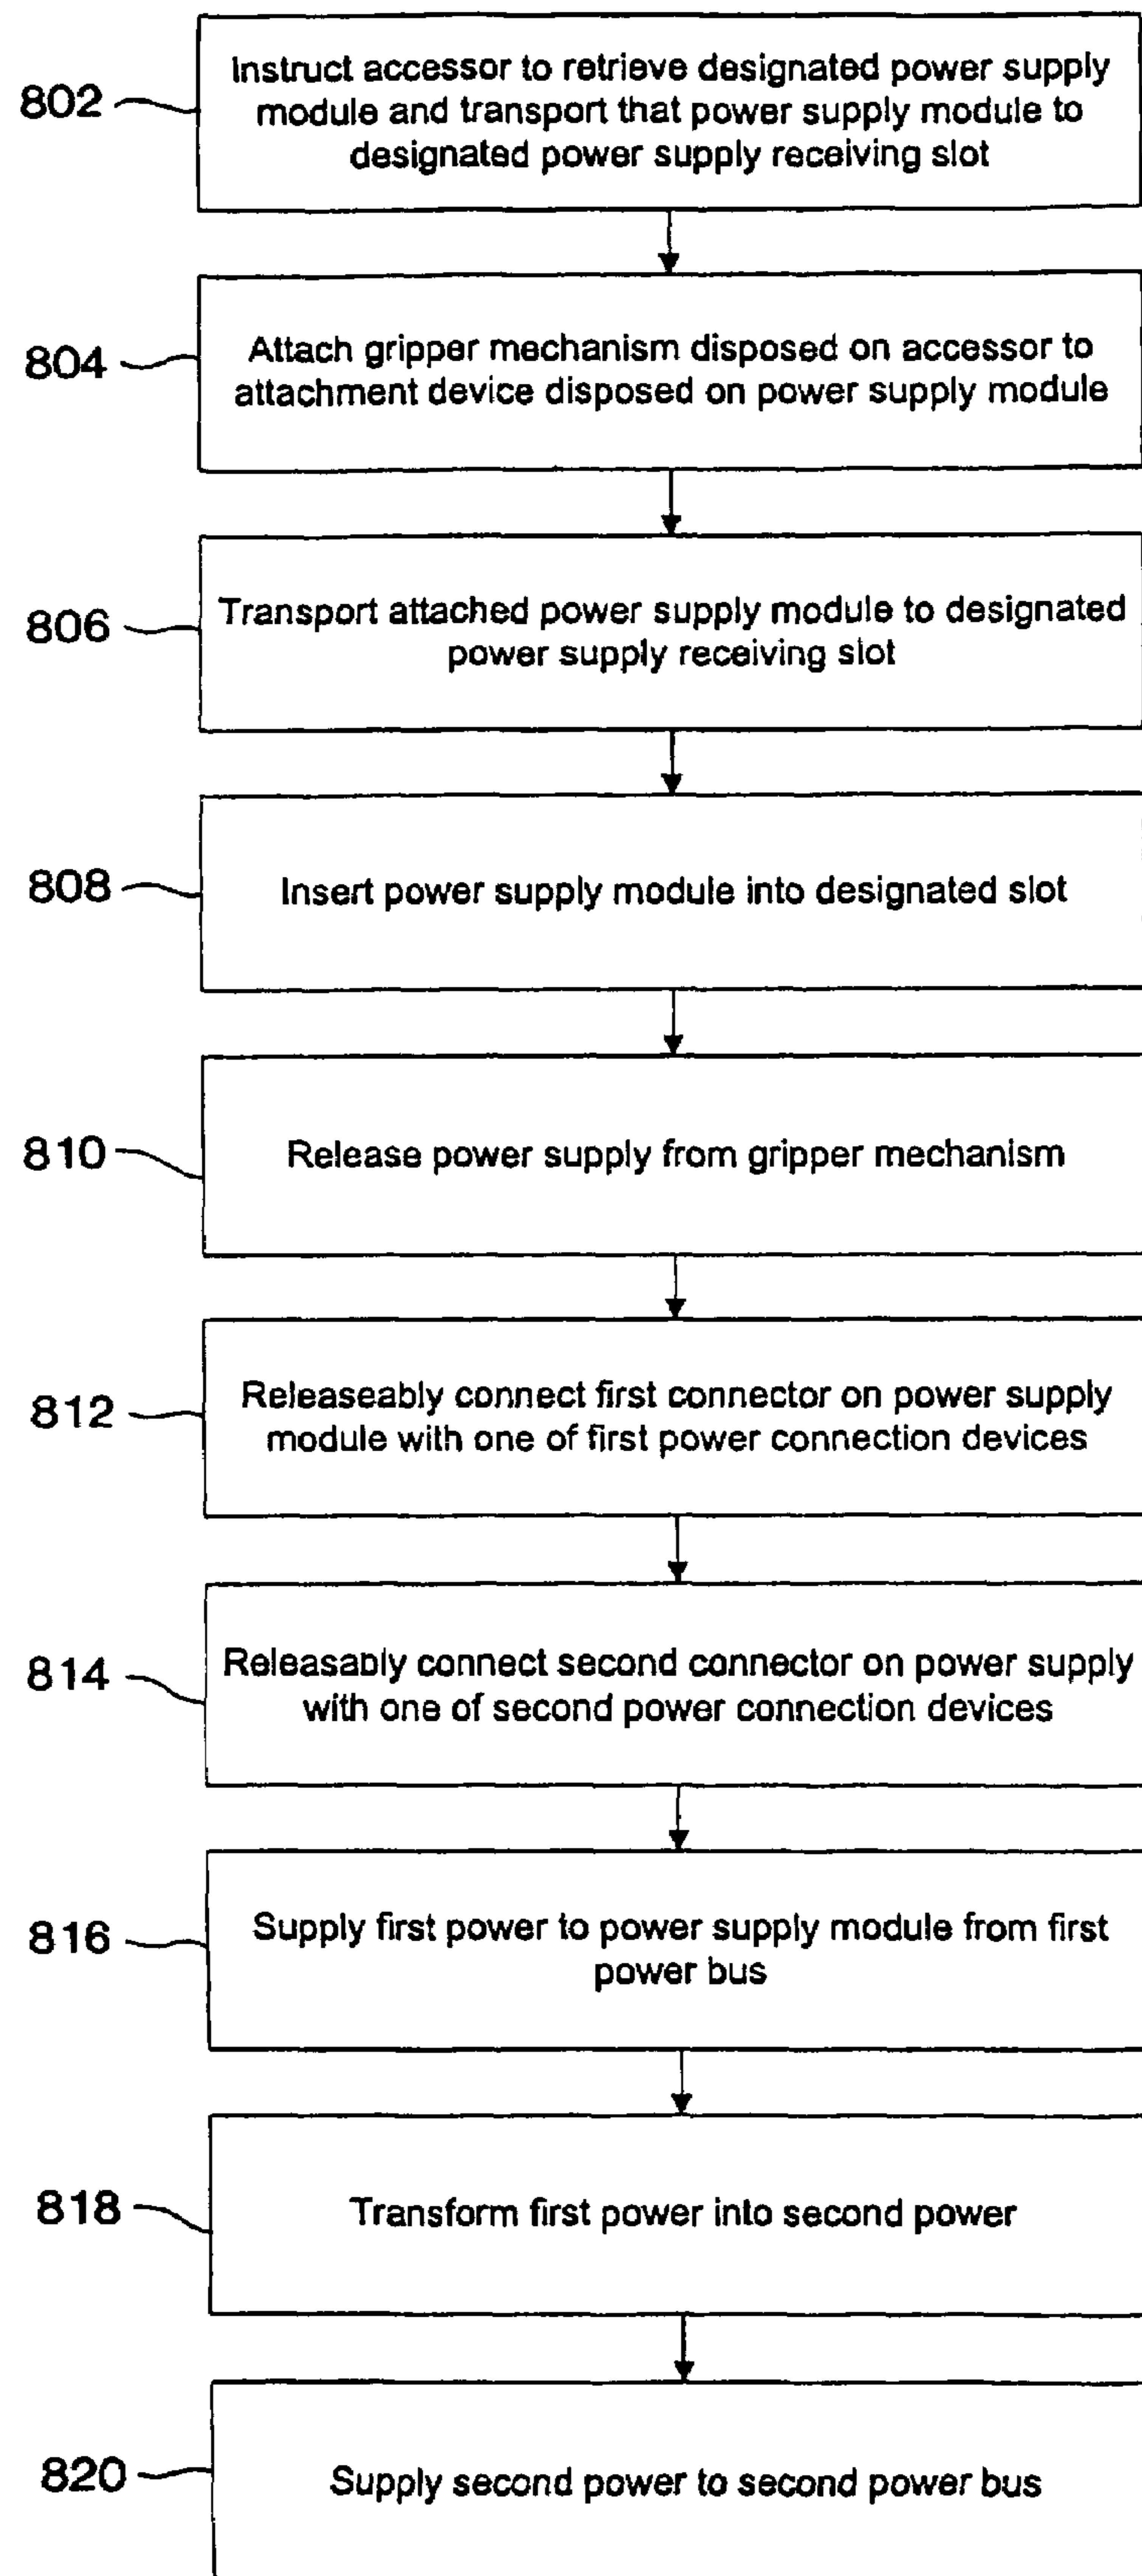 802
Instruct accessor to retrieve designated power supply
module and transport that power supply module to
designated power supply receiving slot
804
Attach gripper mechanism disposed on accessor to
attachment device disposed on power supply module
806
Transport attached power supply module to designated
power supply receiving slot
808
Insert power supply module into designated slot
810
Release power supply from gripper mechanism
812
Releaseably connect first connector on power supply
module with one of first power connection devices
814
Releasably connect second connector on power supply
with one of second power connection devices
816
Supply first power to power supply module from first
power bus
818
Transform first power into second power
820
Supply second power to second power bus